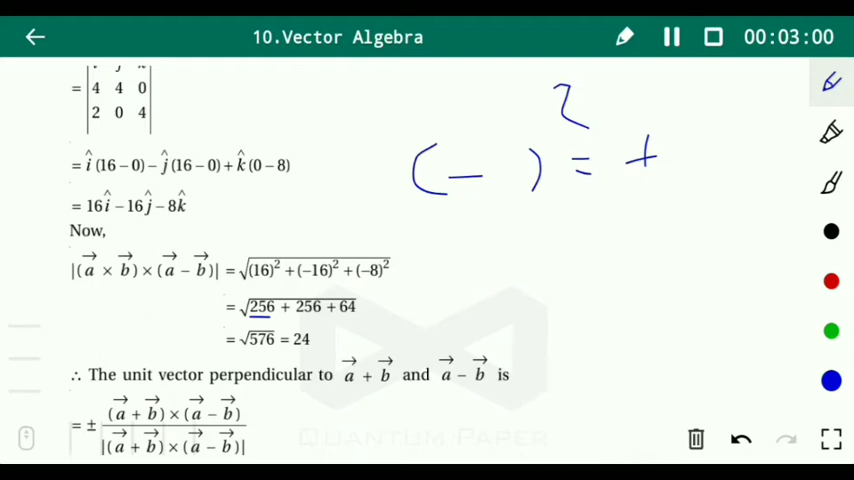 10.Vector Algebra
00:03:00
= |4 4 0|
|2 0 4|
= î(16−0)−ĵ(16−0)+k̂(0−8)
= 16î −16ĵ −8k̂
Now,
|(a⃗ × b⃗)×(a⃗ − b⃗)| = √(16)² +(−16)² +(−8)²
= √256 + 256 + 64
= √576 = 24
∴ The unit vector perpendicular to a⃗ + b⃗ and a⃗ − b⃗ is
= ± (a⃗ + b⃗)×(a⃗ − b⃗)
|(a⃗ + b⃗)×(a⃗ − b⃗)|
(− )² = +
QUANTUM PAPER